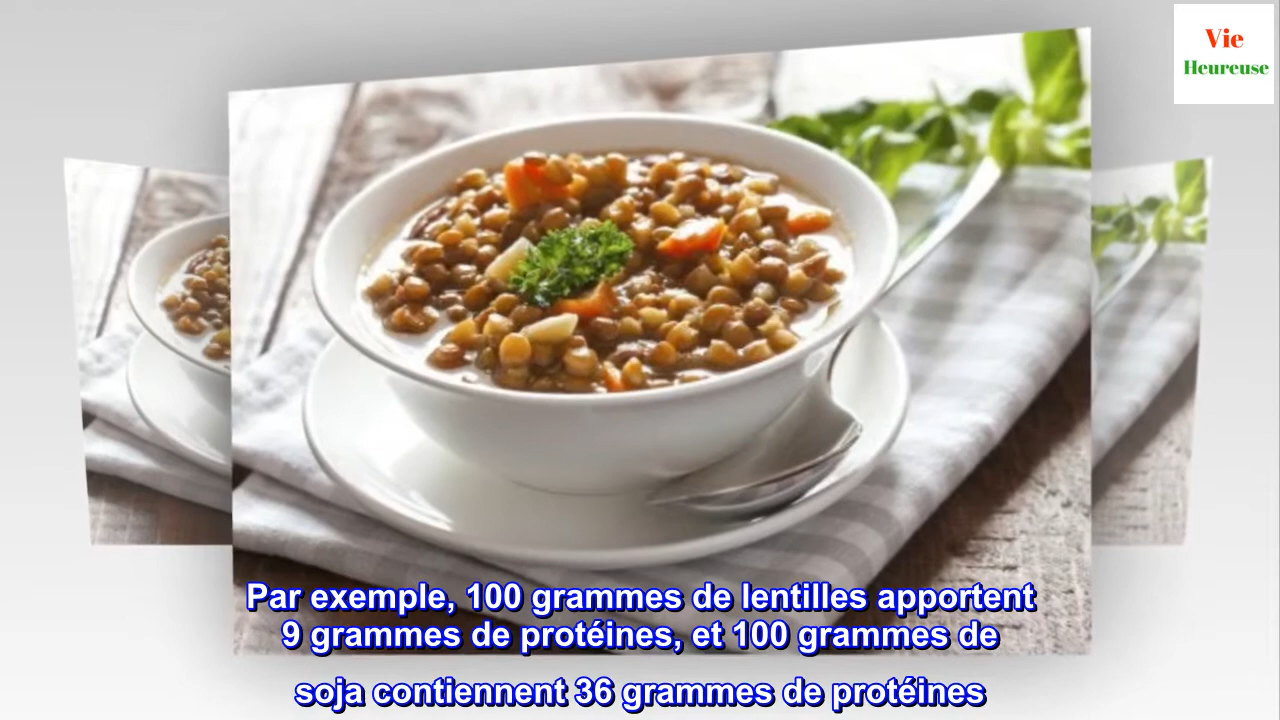 Vie
Heureuse
Par exemple, 100 grammes de lentilles apportent
9 grammes de protéines, et 100 grammes de
soja contiennent 36 grammes de protéines